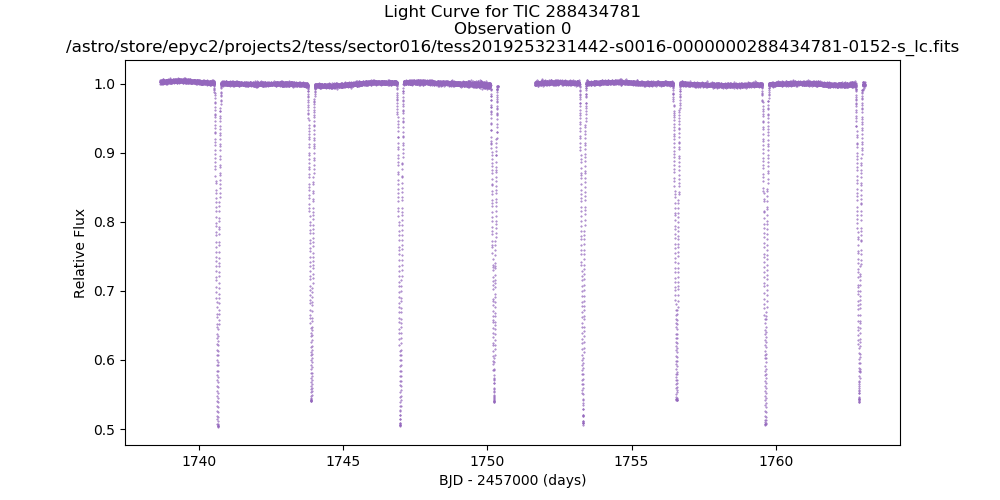 Light Curve for TIC 288434781
Observation 0
/astro/store/epyc2/projects2/tess/sector016/tess2019253231442-s0016-0000000288434781-0152-s_lc.fits
1.0
0.9
0.8
0.7
0.6
0.5
Relative Flux
1740
1745
1750
1755
1760
BJD - 2457000 (days)